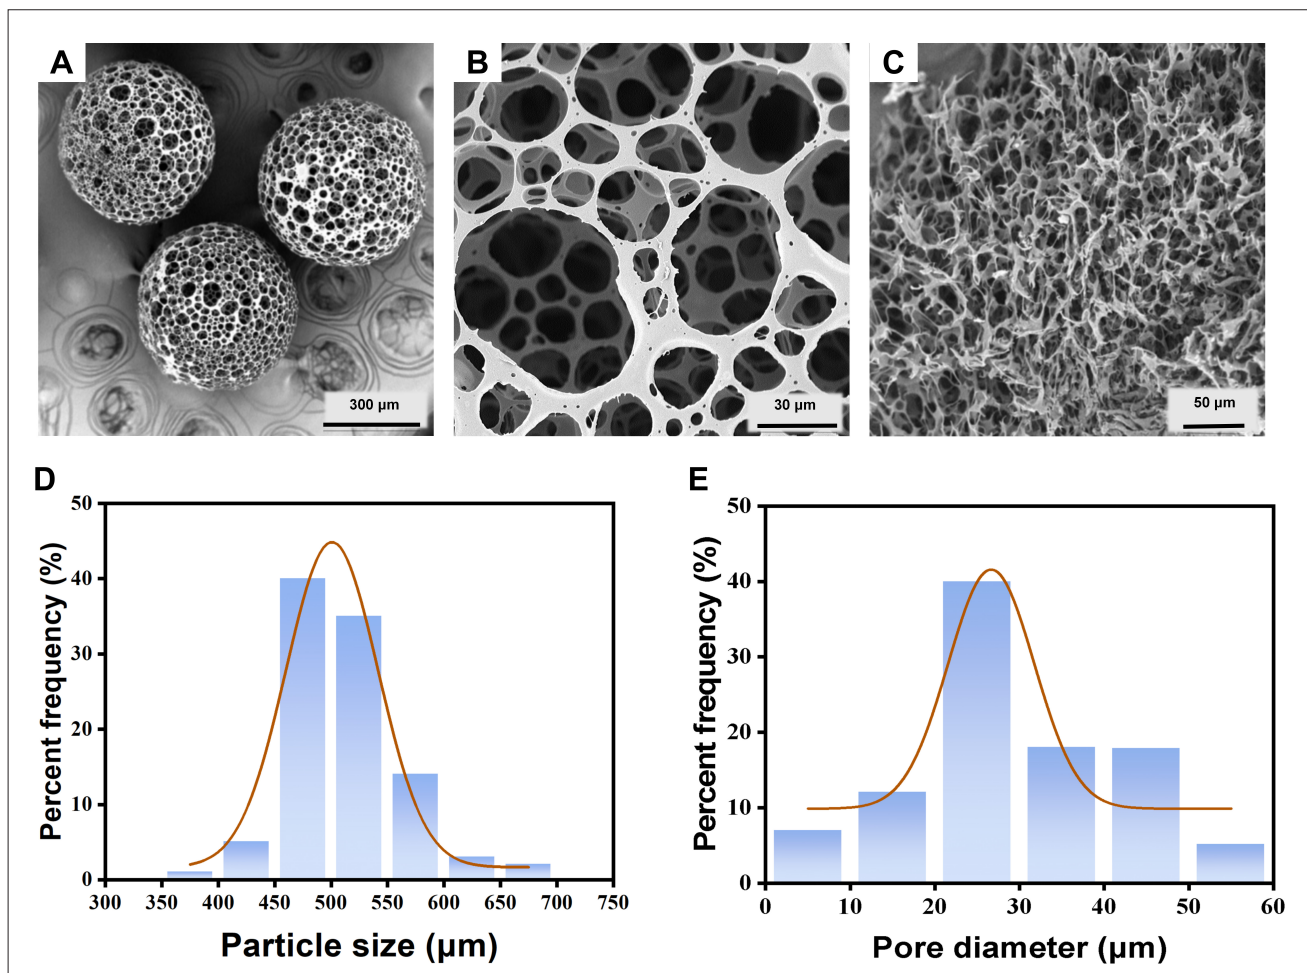 A
B
C
300 µm
30 µm
50 µm
D
E
50
40
30
20
10
0
300 350 400 450 500 550 600 650 700 750
Percent frequency (%)
Particle size (µm)
50
40
30
20
10
0
0 10 20 30 40 50 60
Percent frequency (%)
Pore diameter (µm)